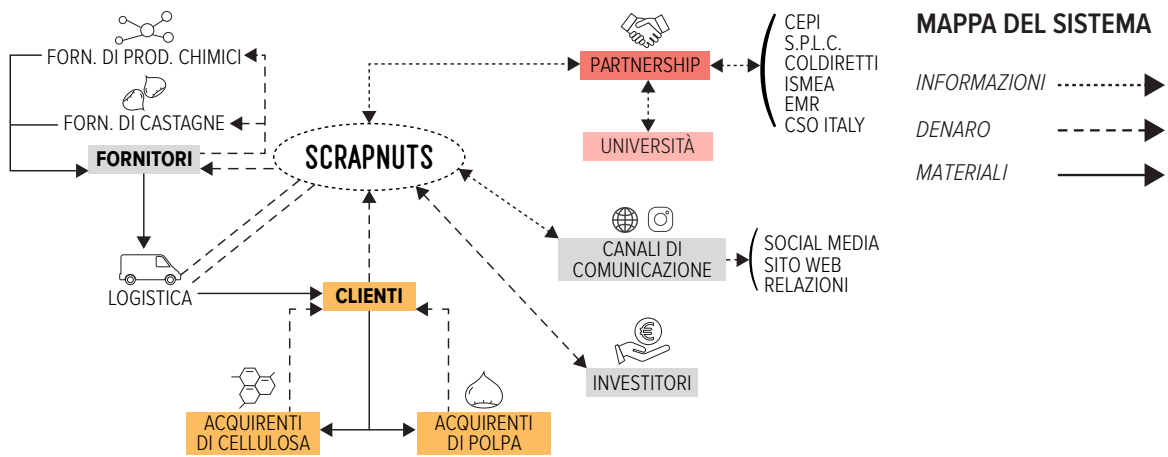 FORN. DI PROD. CHIMICI
FORN. DI CASTAGNE
FORNITORI
LOGISTICA
SCRAPNUTS
CLIENTI
ACQUIRENTI
DI CELLULOSA
ACQUIRENTI
DI POLPA
PARTNERSHIP
UNIVERSITÀ
CEPI
S.P.L.C.
COLDIRETTI
ISMEA
EMR
CSO ITALY
CANALI DI
COMUNICAZIONE
SOCIAL MEDIA
SITO WEB
RELAZIONI
€
INVESTITORI
MAPPA DEL SISTEMA
INFORMAZIONI
DENARO
MATERIALI